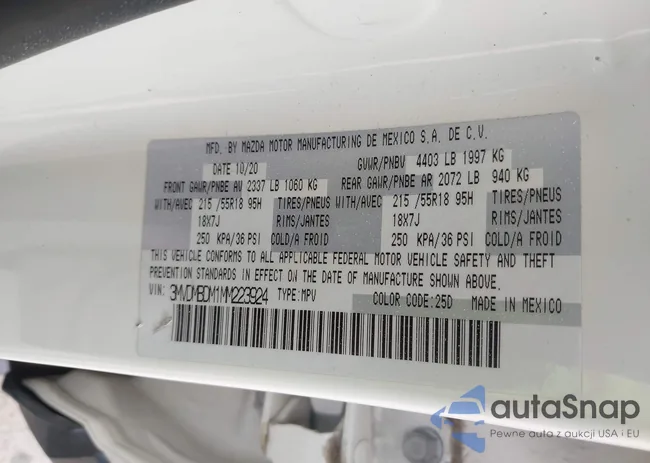 MFD. BY MAZDA MOTOR MANUFACTURING DE MEXICO S.A. DE C.V.
DATE 10/20 GVWR/PNBV 4403 LB 1997 KG
FRONT GAWR/PNBE AV 2337 LB 1060 KG REAR GAWR/PNBE AR 2072 LB 940 KG
WITH/AVEC 215 /55R18 95H TIRES/PNEUS WITH/AVEC 215 /55R18 95H TIRES/PNEUS
18X7J RIMS/JANTES 18X7J RIMS/JANTES
250 KPA/36 PSI COLD/A FROID 250 KPA/36 PSI COLD/A FROID
THIS VEHICLE CONFORMS TO ALL APPLICABLE FEDERAL MOTOR VEHICLE SAFETY AND THEFT
PREVENTION STANDARDS IN EFFECT ON THE DATE OF MANUFACTURE SHOWN ABOVE.
VIN: 3MVDMBDM1MM223924 TYPE:MPV COLOR CODE:25D MADE IN MEXICO
autaSnap
Pewne auta z aukcji USA i EU